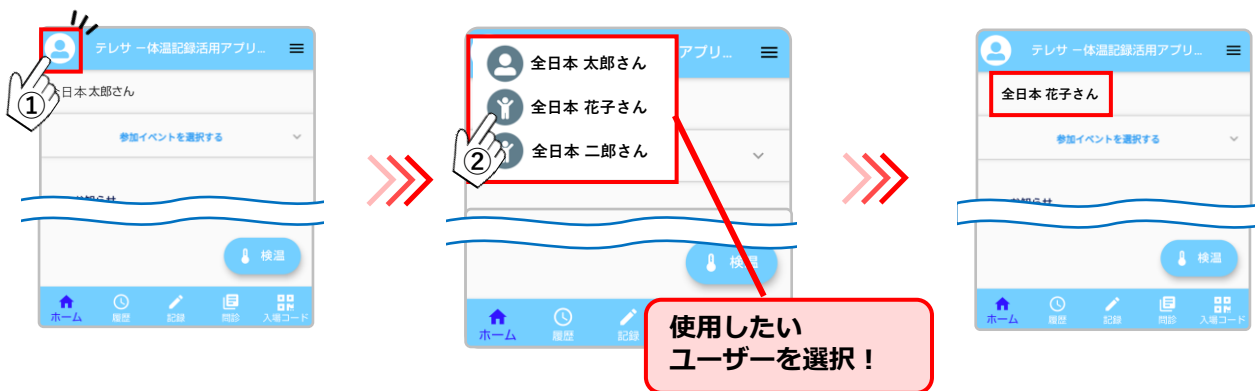 テレサ －体温記録活用アプリ...
①
全日本 太郎さん
参加イベントを選択する
検温
ホーム
履歴
記録
問診
入場コード
アプリ...
全日本 太郎さん
全日本 花子さん
②
全日本 二郎さん
検温
ホーム
履歴
記録
使用したい
ユーザーを選択！
テレサ －体温記録活用アプリ...
全日本 花子さん
参加イベントを選択する
検温
ホーム
履歴
記録
問診
入場コード